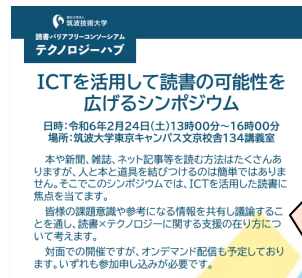 国立大学法人
筑波技術大学
読書バリアフリーコンソーシアム
テクノロジーハブ
ICTを活用して読書の可能性を
広げるシンポジウム
日時:令和6年2月24日(土)13時00分~16時00分
場所:筑波大学東京キャンパス文京校舎134講義室
本や新聞、雑誌、ネット記事等を読む方法はたくさんあ
りますが、人と本と道具を結びつけるのは簡単ではありま
せん。そこでこのシンポジウムでは、ICTを活用した読書に
焦点を当てます。
皆様の課題意識や参考になる情報を共有し議論するこ
とを通し、読書×テクノロジーに関する支援の在り方につ
いて考えます。
対面での開催ですが、オンデマンド配信も予定しており
ます。いずれも参加申し込みが必要です。